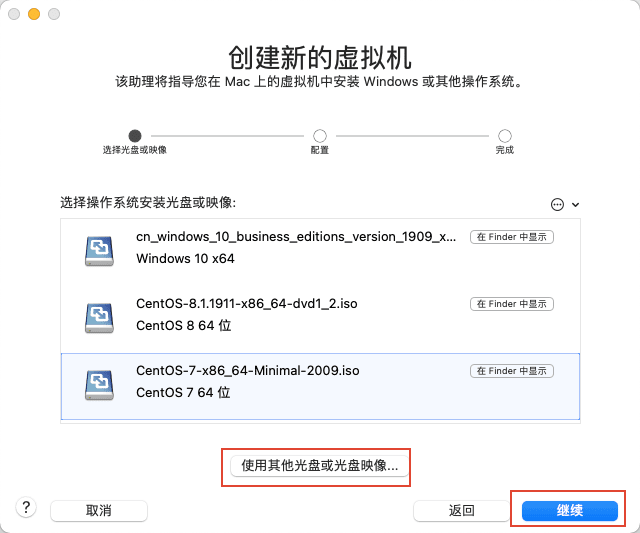 创建新的虚拟机
该助理将指导您在 Mac 上的虚拟机中安装 Windows 或其他操作系统。
选择光盘或映像
配置
完成
选择操作系统安装光盘或映像:
cn_windows_10_business_editions_version_1909_x...
在 Finder 中显示
Windows 10 x64
CentOS-8.1.1911-x86_64-dvd1_2.iso
在 Finder 中显示
CentOS 8 64 位
CentOS-7-x86_64-Minimal-2009.iso
在 Finder 中显示
CentOS 7 64 位
使用其他光盘或光盘映像...
?
取消
返回
继续